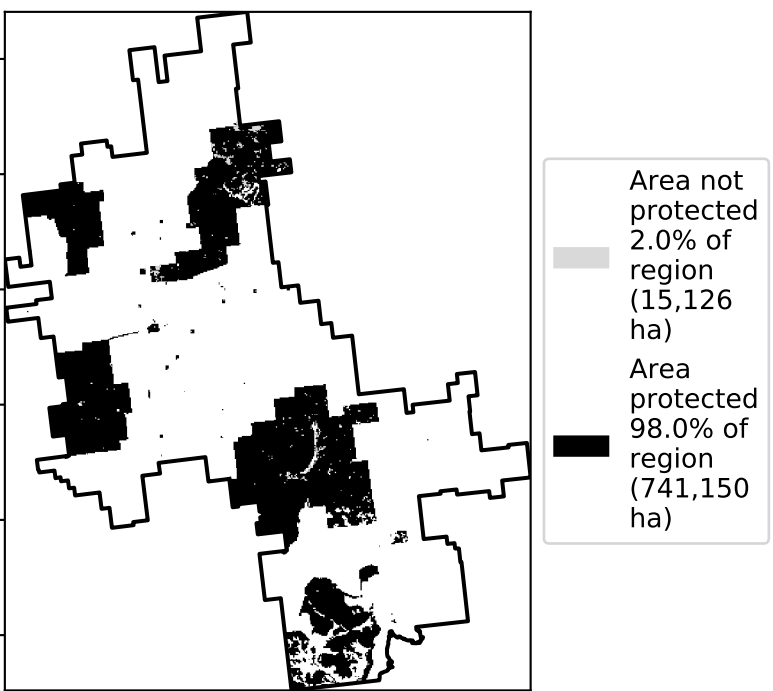 Area not
protected
2.0% of
region
(15,126
ha)
Area
protected
98.0% of
region
(741,150
ha)